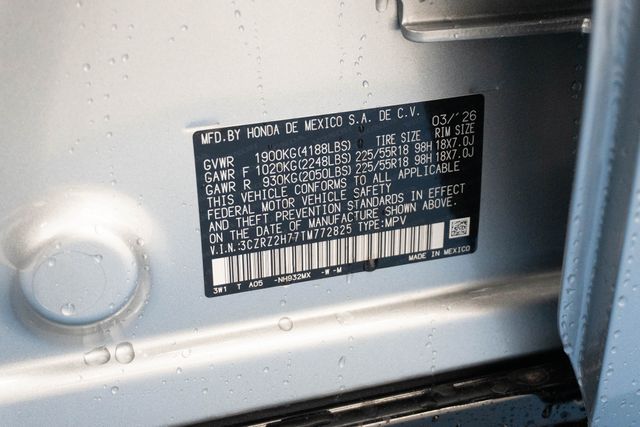 MFD.BY HONDA DE MEXICO S.A. DE C.V. 03/'26
TIRE SIZE RIM SIZE
GVWR 1900KG(4188LBS)
GAWR F 1020KG(2248LBS) 225/55R18 98H 18X7.0J
GAWR R 930KG(2050LBS) 225/55R18 98H 18X7.0J
THIS VEHICLE CONFORMS TO ALL APPLICABLE
FEDERAL MOTOR VEHICLE SAFETY
AND THEFT PREVENTION STANDARDS IN EFFECT
ON THE DATE OF MANUFACTURE SHOWN ABOVE.
V.I.N.:3CZRZ2H77TM772825 TYPE:MPV
MADE IN MEXICO
3W1 T A05 -NH932MX -W-M